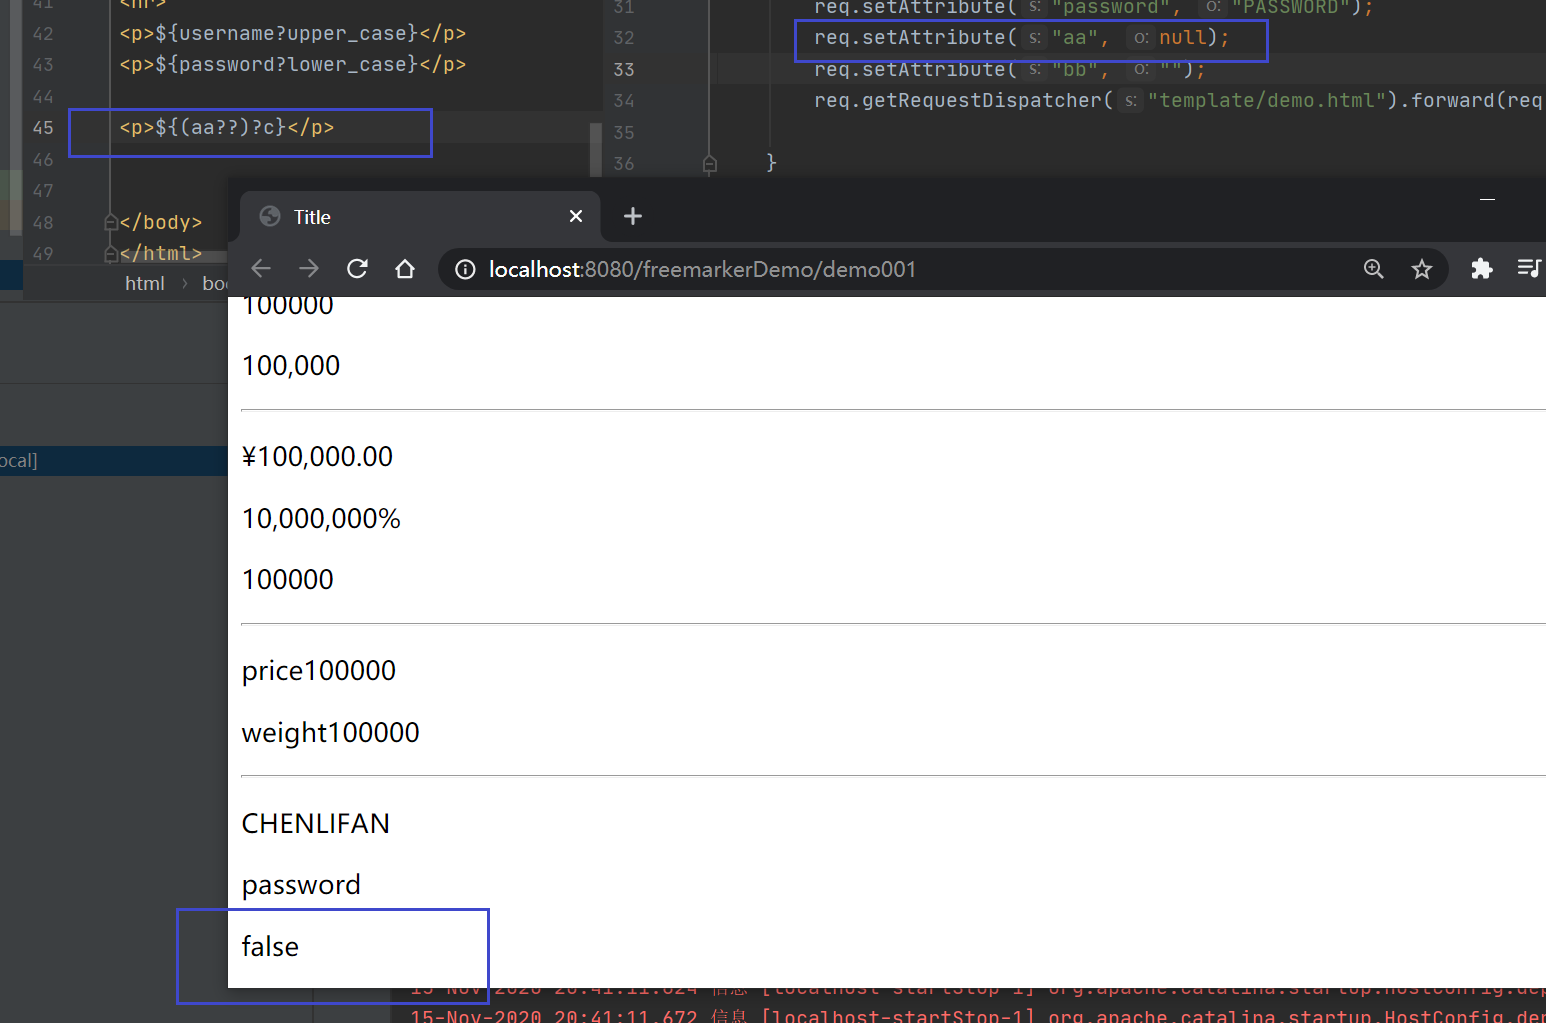 41 <hr>
42 <p>${username?upper_case}</p>
43 <p>${password?lower_case}</p>
44
45 <p>${(aa??)?c}</p>
46
47
48 </body>
49 </html>
html › bo
31 req.setAttribute( s: "password", o: "PASSWORD");
32 req.setAttribute( s: "aa", o: null);
33 req.setAttribute( s: "bb", o: "");
34 req.getRequestDispatcher( s: "template/demo.html").forward(req
35
36 }
ocal]
Title
localhost:8080/freemarkerDemo/demo001
100000
100,000
¥100,000.00
10,000,000%
100000
price100000
weight100000
CHENLIFAN
password
false
15-Nov-2020 20:41:11.624 信息 [localhost-startStop-1] org.apache.catalina.startup.HostConfig.dep
15-Nov-2020 20:41:11.672 信息 [localhost-startStop-1] org.apache.catalina.startup.HostConfig.dep